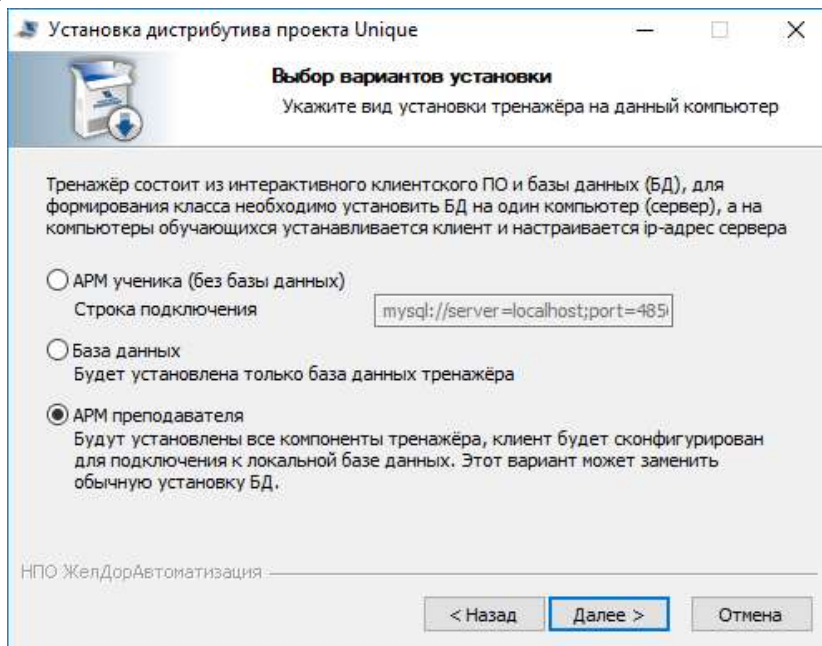 Установка дистрибутива проекта Unique
Выбор вариантов установки
Укажите вид установки тренажёра на данный компьютер
Тренажёр состоит из интерактивного клиентского ПО и базы данных (БД), для
формирования класса необходимо установить БД на один компьютер (сервер), а на
компьютеры обучающихся устанавливается клиент и настраивается ip-адрес сервера
АРМ ученика (без базы данных)
Строка подключения
mysql://server=localhost;port=485
База данных
Будет установлена только база данных тренажёра
АРМ преподавателя
Будут установлены все компоненты тренажёра, клиент будет сконфигурирован
для подключения к локальной базе данных. Этот вариант может заменить
обычную установку БД.
НПО ЖелДорАвтоматизация
< Назад
Далее >
Отмена